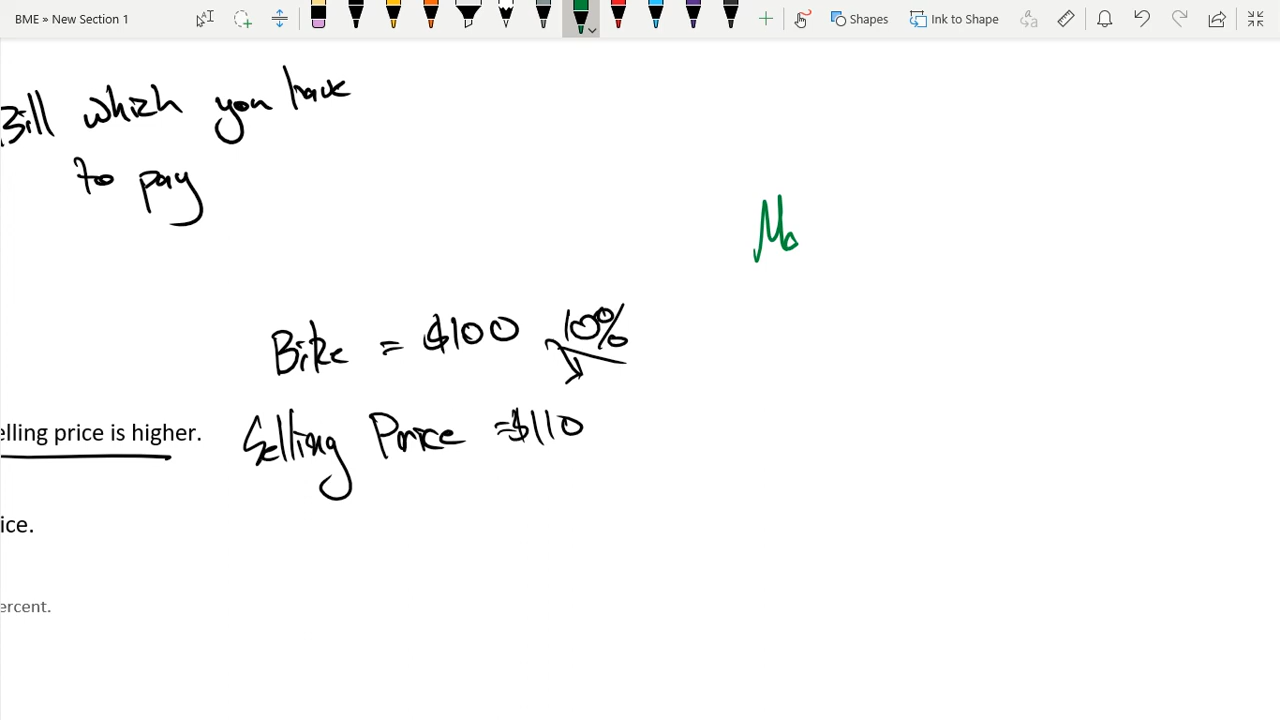 BME » New Section 1
Shapes
Ink to Shape
Bill which you have
to pay
Bike = $100 10%
elling price is higher.
Selling Price = $110
ice.
ercent.